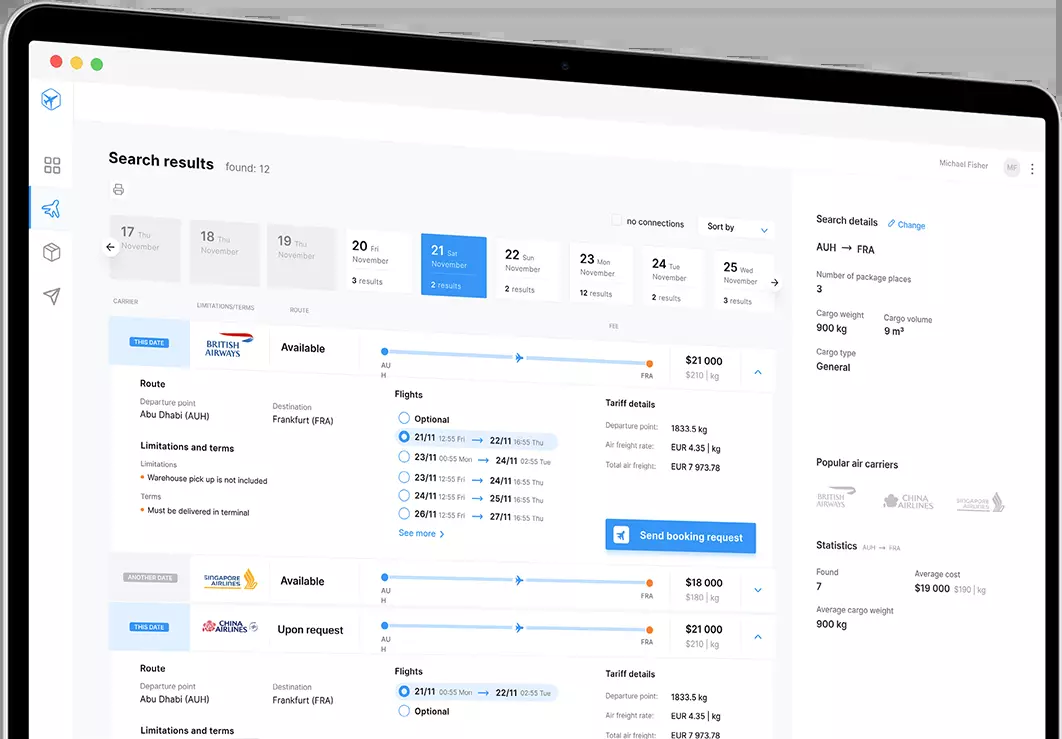 Michael Fisher
MF
Search results found: 12
no connections
Sort by
17 Thu
November
18 Thu
November
19 Thu
November
20 Fri
November
3 results
21 Sat
November
2 results
22 Sun
November
2 results
23 Mon
November
12 results
24 Tue
November
2 results
25 Wed
November
3 results
CARRIER
LIMITATIONS/TERMS
ROUTE
FEE
THIS DATE
BRITISH
AIRWAYS
Available
AU
H
FRA
$21 000
$210 | kg
Route
Departure point
Abu Dhabi (AUH)
Destination
Frankfurt (FRA)
Limitations and terms
Limitations
Warehouse pick up is not included
Terms
Must be delivered in terminal
Flights
Optional
21/11 12:55 Fri → 22/11 16:55 Thu
23/11 00:55 Mon → 24/11 02:55 Tue
23/11 12:55 Fri → 24/11 16:55 Thu
24/11 12:55 Fri → 25/11 16:55 Thu
26/11 12:55 Fri → 27/11 16:55 Thu
See more
Tariff details
Departure point: 1833.5 kg
Air freight rate: EUR 4.35 | kg
Total air freight: EUR 7 973.78
Send booking request
ANOTHER DATE
SINGAPORE
AIRLINES
Available
AU
H
FRA
$18 000
$180 | kg
THIS DATE
CHINA
AIRLINES
Upon request
AU
H
FRA
$21 000
$210 | kg
Route
Departure point
Abu Dhabi (AUH)
Destination
Frankfurt (FRA)
Limitations and terms
Flights
21/11 00:55 Mon → 22/11 02:55 Tue
Optional
Tariff details
Departure point: 1833.5 kg
Air freight rate: EUR 4.35 | kg
Total air freight: EUR 7 973.78
Search details Change
AUH → FRA
Number of package places
3
Cargo weight
900 kg
Cargo volume
9 m³
Cargo type
General
Popular air carriers
BRITISH
AIRWAYS
CHINA
AIRLINES
SINGAPORE
AIRLINES
Statistics AUH → FRA
Found
7
Average cost
$19 000 $190 | kg
Average cargo weight
900 kg